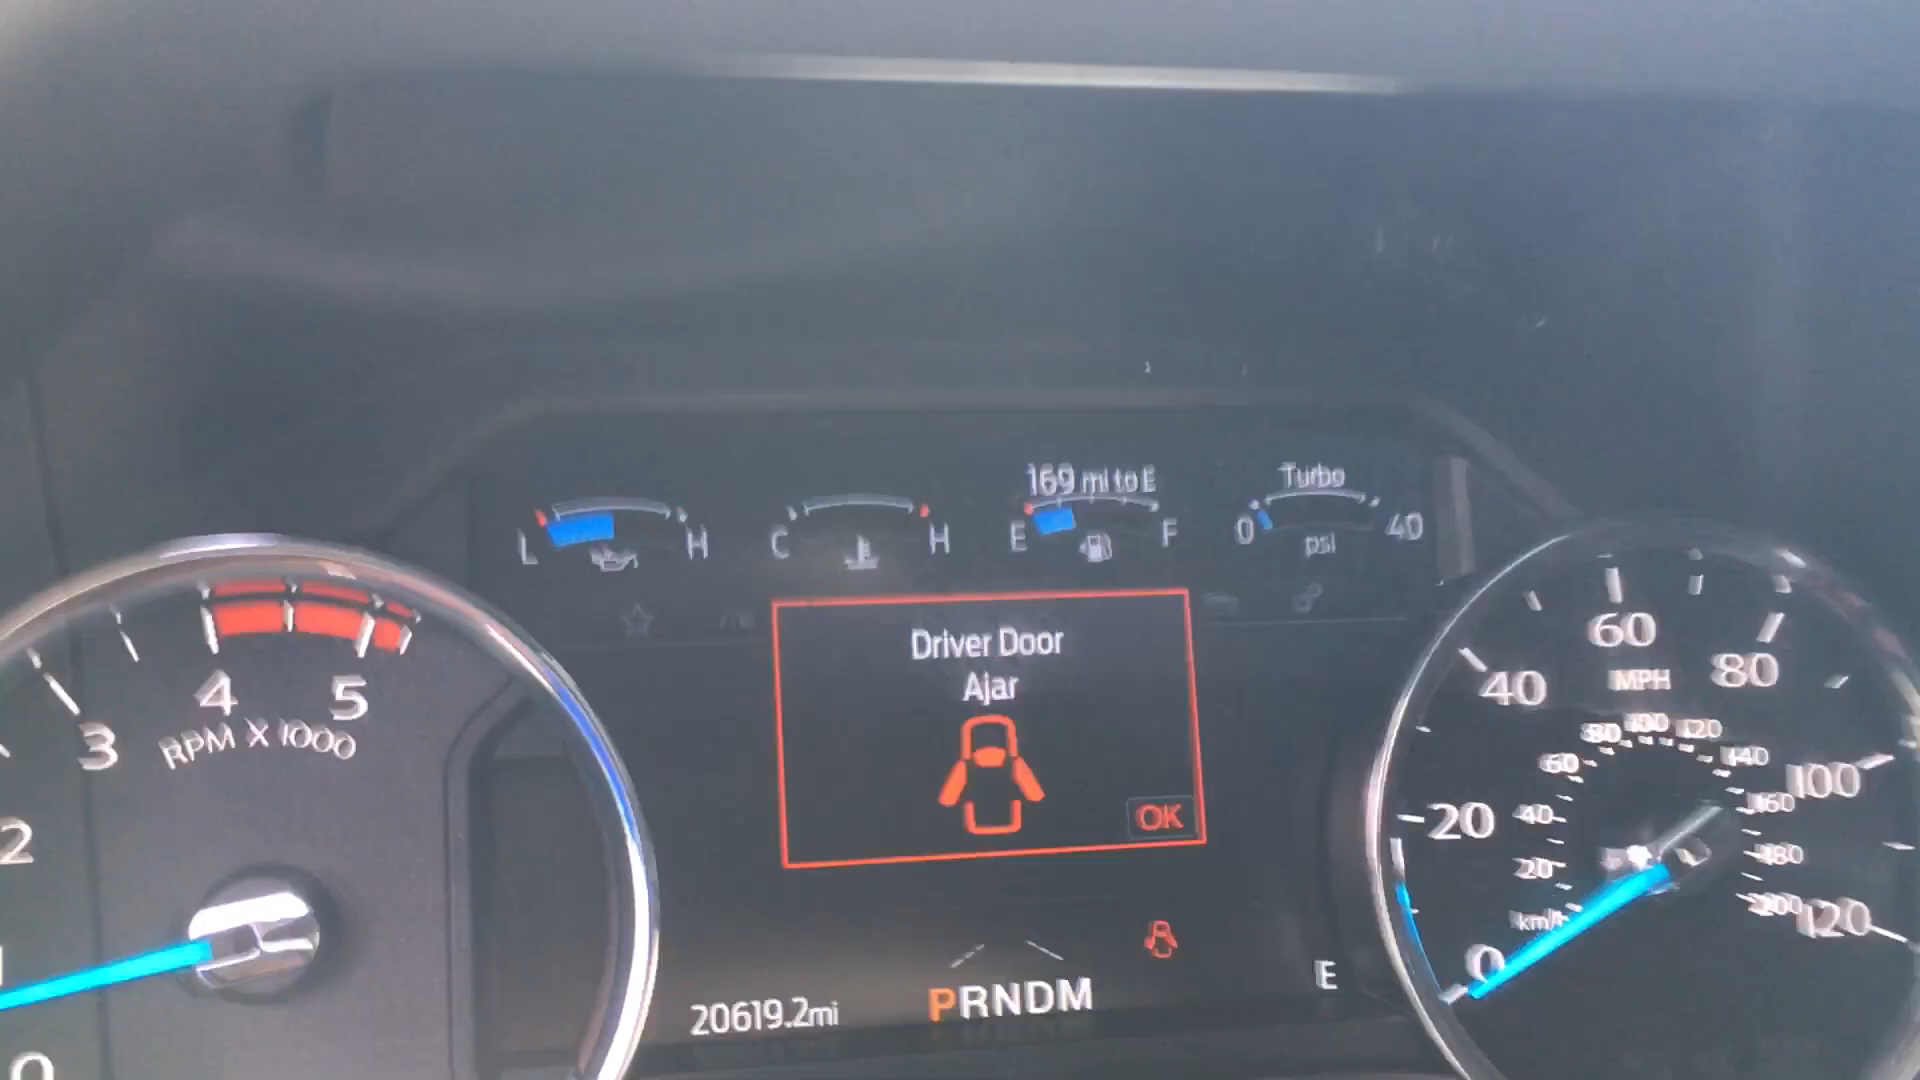 169 mi to E
Turbo
L H
C H
E F
0 40
psi
Driver Door
Ajar
OK
4 5
3
RPM X 1000
2
1
0
60
40 80
MPH
80 100 120
60 140
100
20 40 160
20 180
km/h 200 120
0
E
20619.2mi
PRNDM